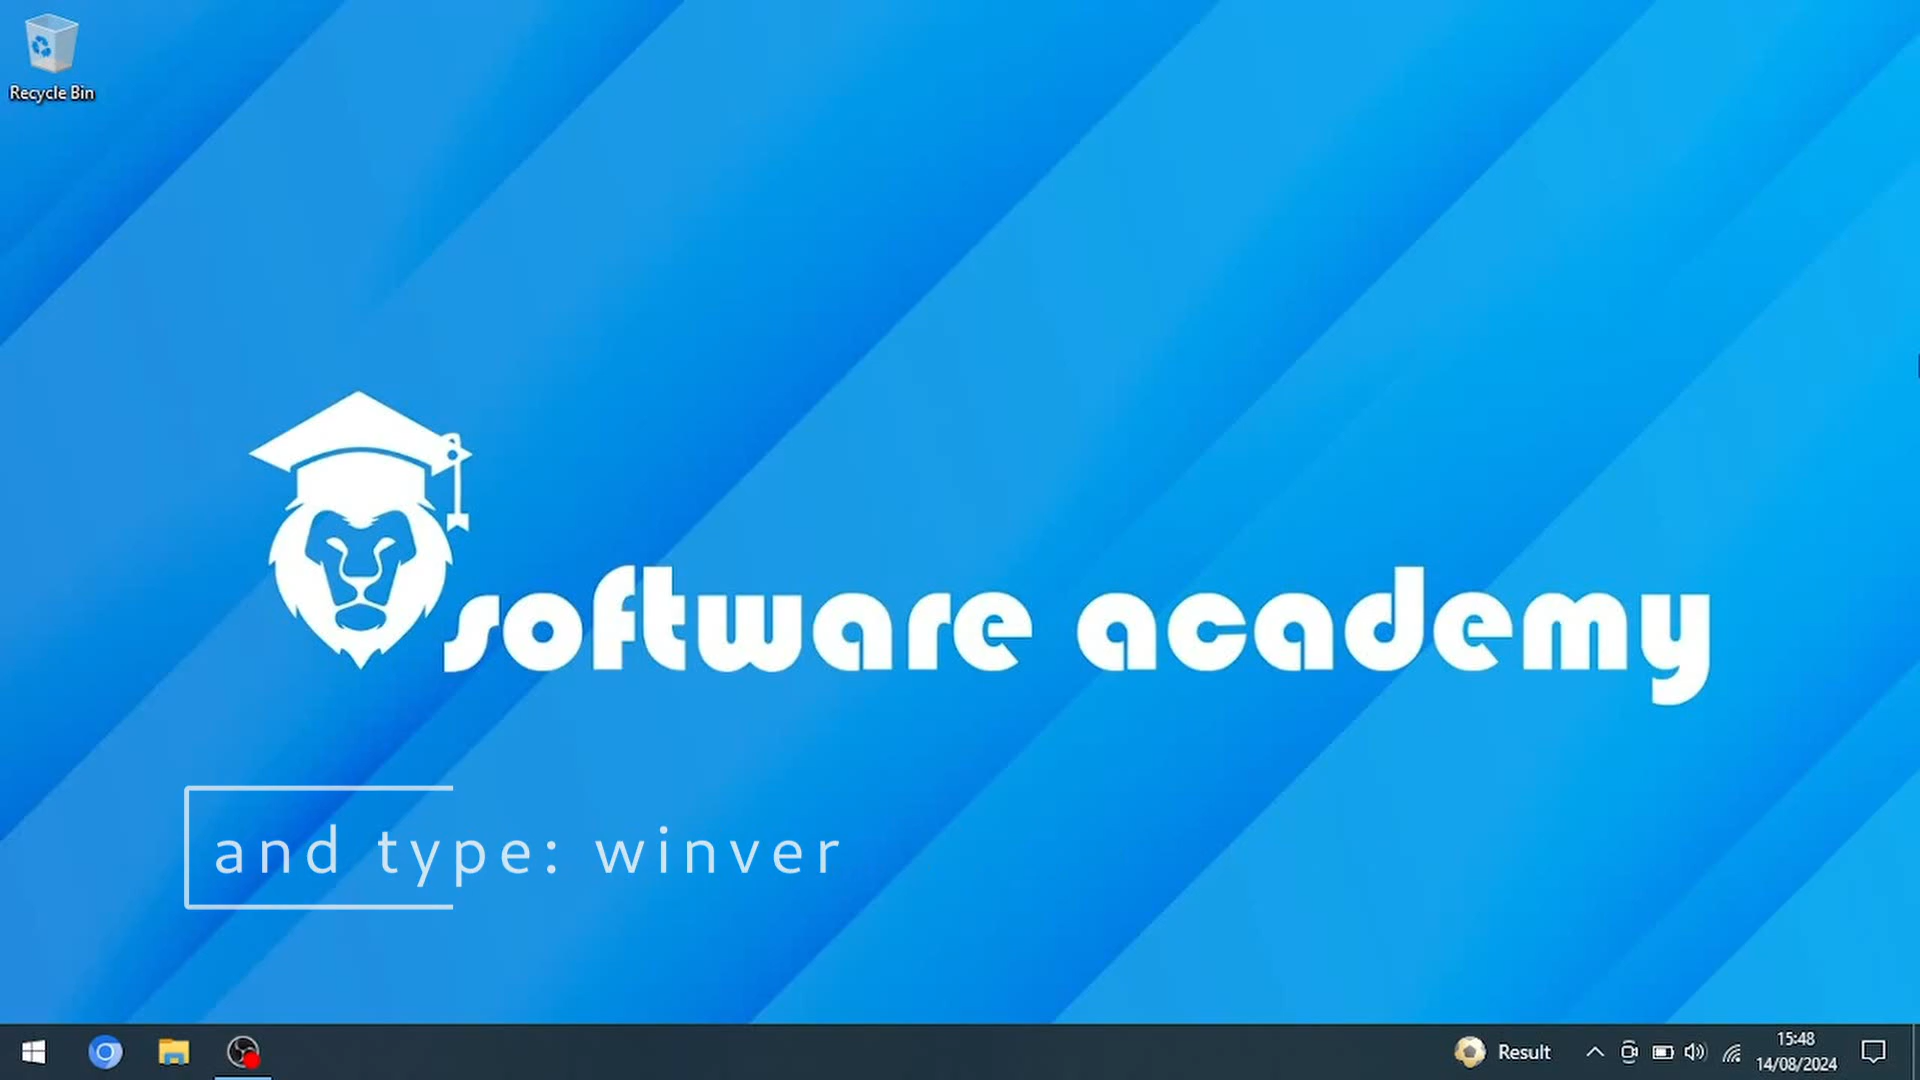 Recycle Bin
software academy
and type: winver
Result
15:48
14/08/2024